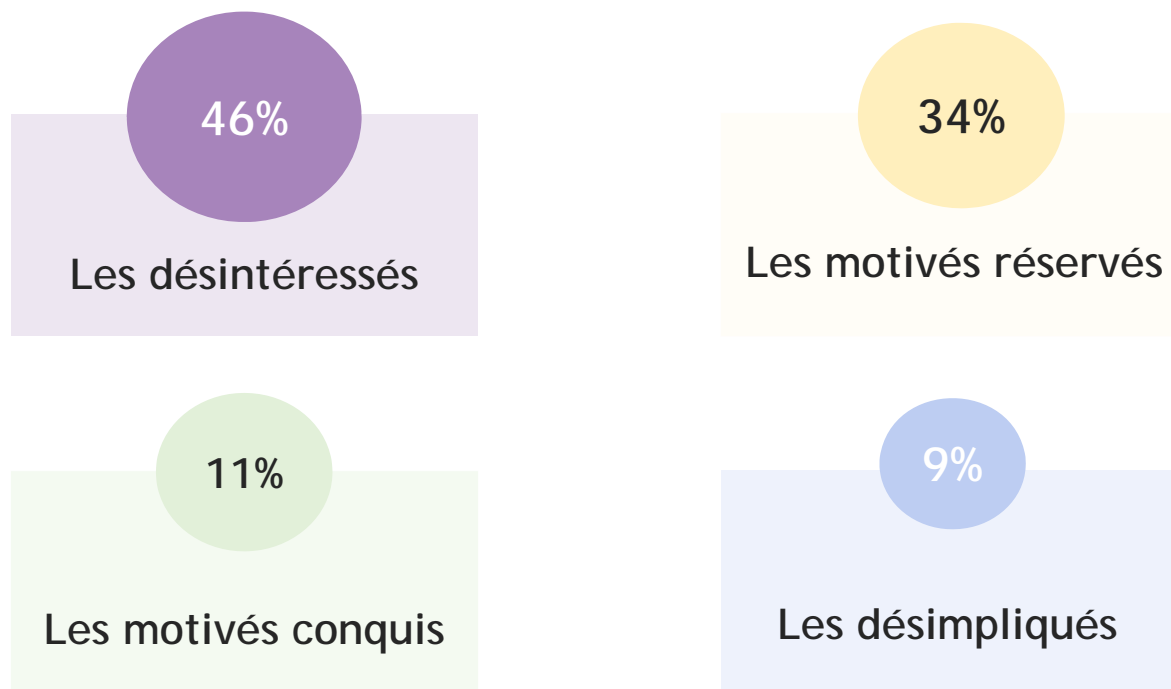 46%
Les désintéressés
34%
Les motivés réservés
11%
Les motivés conquis
9%
Les désimpliqués